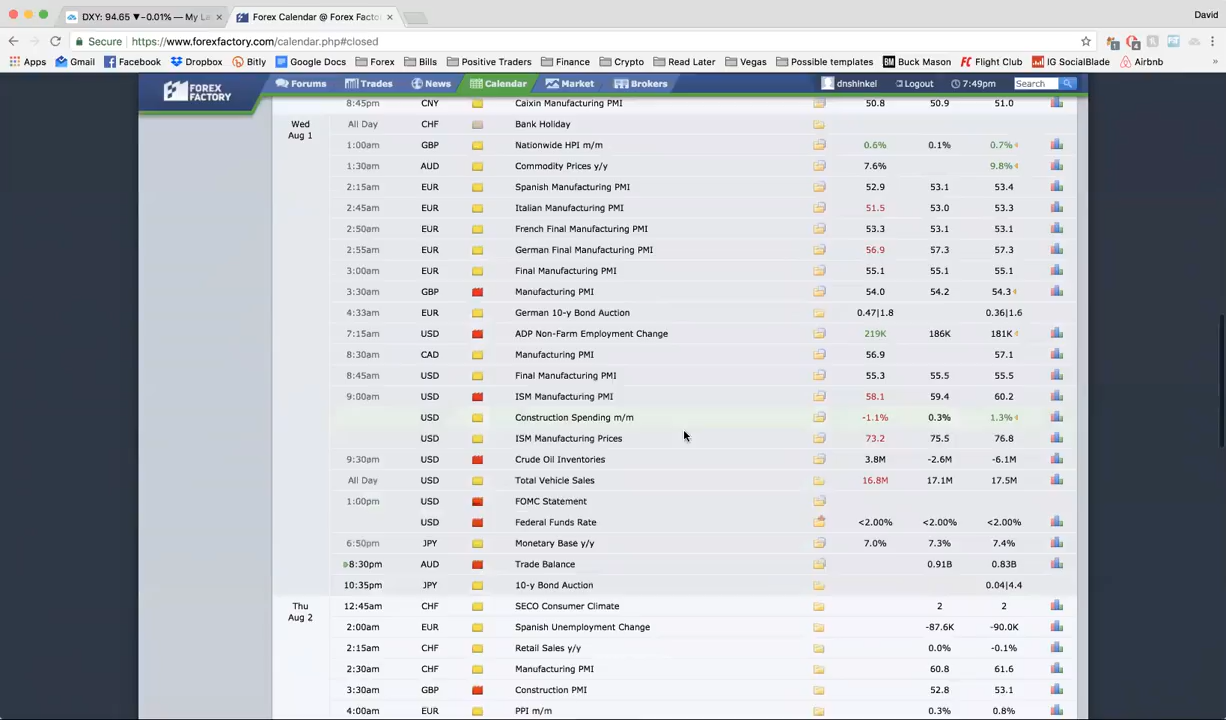 DXY: 94.65 ▼-0.01% — My La
Forex Calendar @ Forex Facto
David
Secure https://www.forexfactory.com/calendar.php#closed
Apps Gmail Facebook Dropbox Bitly Google Docs Forex Bills Positive Traders Finance Crypto Read Later Vegas Possible templates Buck Mason Flight Club IG SocialBlade Airbnb »
FOREX FACTORY Forums Trades News Calendar Market Brokers dnshinkel Logout 7:49pm Search
8:45pm CNY Caixin Manufacturing PMI 50.8 50.9 51.0
Wed Aug 1 All Day CHF Bank Holiday
1:00am GBP Nationwide HPI m/m 0.6% 0.1% 0.7%
1:30am AUD Commodity Prices y/y 7.6% 9.8%
2:15am EUR Spanish Manufacturing PMI 52.9 53.1 53.4
2:45am EUR Italian Manufacturing PMI 51.5 53.0 53.3
2:50am EUR French Final Manufacturing PMI 53.3 53.1 53.1
2:55am EUR German Final Manufacturing PMI 56.9 57.3 57.3
3:00am EUR Final Manufacturing PMI 55.1 55.1 55.1
3:30am GBP Manufacturing PMI 54.0 54.2 54.3
4:33am EUR German 10-y Bond Auction 0.47|1.8 0.36|1.6
7:15am USD ADP Non-Farm Employment Change 219K 186K 181K
8:30am CAD Manufacturing PMI 56.9 57.1
8:45am USD Final Manufacturing PMI 55.3 55.5 55.5
9:00am USD ISM Manufacturing PMI 58.1 59.4 60.2
USD Construction Spending m/m -1.1% 0.3% 1.3%
USD ISM Manufacturing Prices 73.2 75.5 76.8
9:30pm USD Crude Oil Inventories 3.8M -2.6M -6.1M
All Day USD Total Vehicle Sales 16.8M 17.1M 17.5M
1:00pm USD FOMC Statement
USD Federal Funds Rate <2.00% <2.00% <2.00%
6:50pm JPY Monetary Base y/y 7.0% 7.3% 7.4%
8:30pm AUD Trade Balance 0.91B 0.83B
10:35pm JPY 10-y Bond Auction 0.04|4.4
Thu Aug 2 12:45am CHF SECO Consumer Climate 2 2
2:00am EUR Spanish Unemployment Change -87.6K -90.0K
2:15am CHF Retail Sales y/y 0.0% -0.1%
2:30am CHF Manufacturing PMI 60.8 61.6
3:30am GBP Construction PMI 52.8 53.1
4:00am EUR PPI m/m 0.3% 0.8%